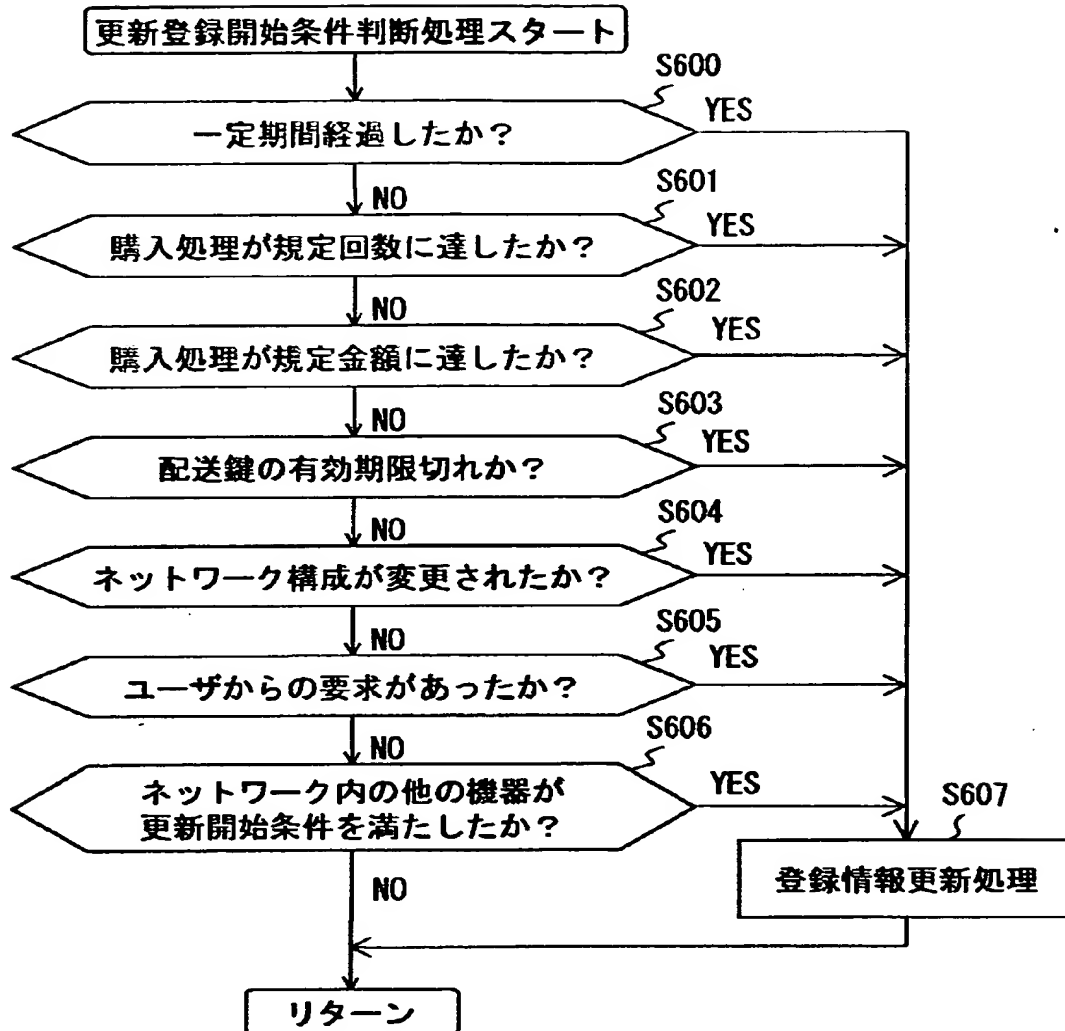 更新登録開始条件判断処理スタート
S600
一定期間経過したか?
YES
NO
S601
購入処理が規定回数に達したか?
YES
NO
S602
購入処理が規定金額に達したか?
YES
NO
S603
配送鍵の有効期限切れか?
YES
NO
S604
ネットワーク構成が変更されたか?
YES
NO
S605
ユーザからの要求があったか?
YES
NO
S606
ネットワーク内の他の機器が
更新開始条件を満たしたか?
YES
NO
S607
登録情報更新処理
リターン